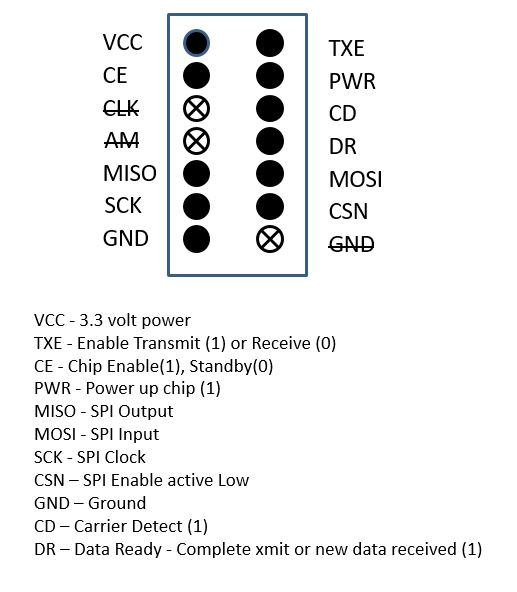 VCC TXE
CE PWR
CLK CD
AM DR
MISO MOSI
SCK CSN
GND GND
VCC - 3.3 volt power
TXE - Enable Transmit (1) or Receive (0)
CE - Chip Enable(1), Standby(0)
PWR - Power up chip (1)
MISO - SPI Output
MOSI - SPI Input
SCK - SPI Clock
CSN – SPI Enable active Low
GND – Ground
CD – Carrier Detect (1)
DR – Data Ready - Complete xmit or new data received (1)